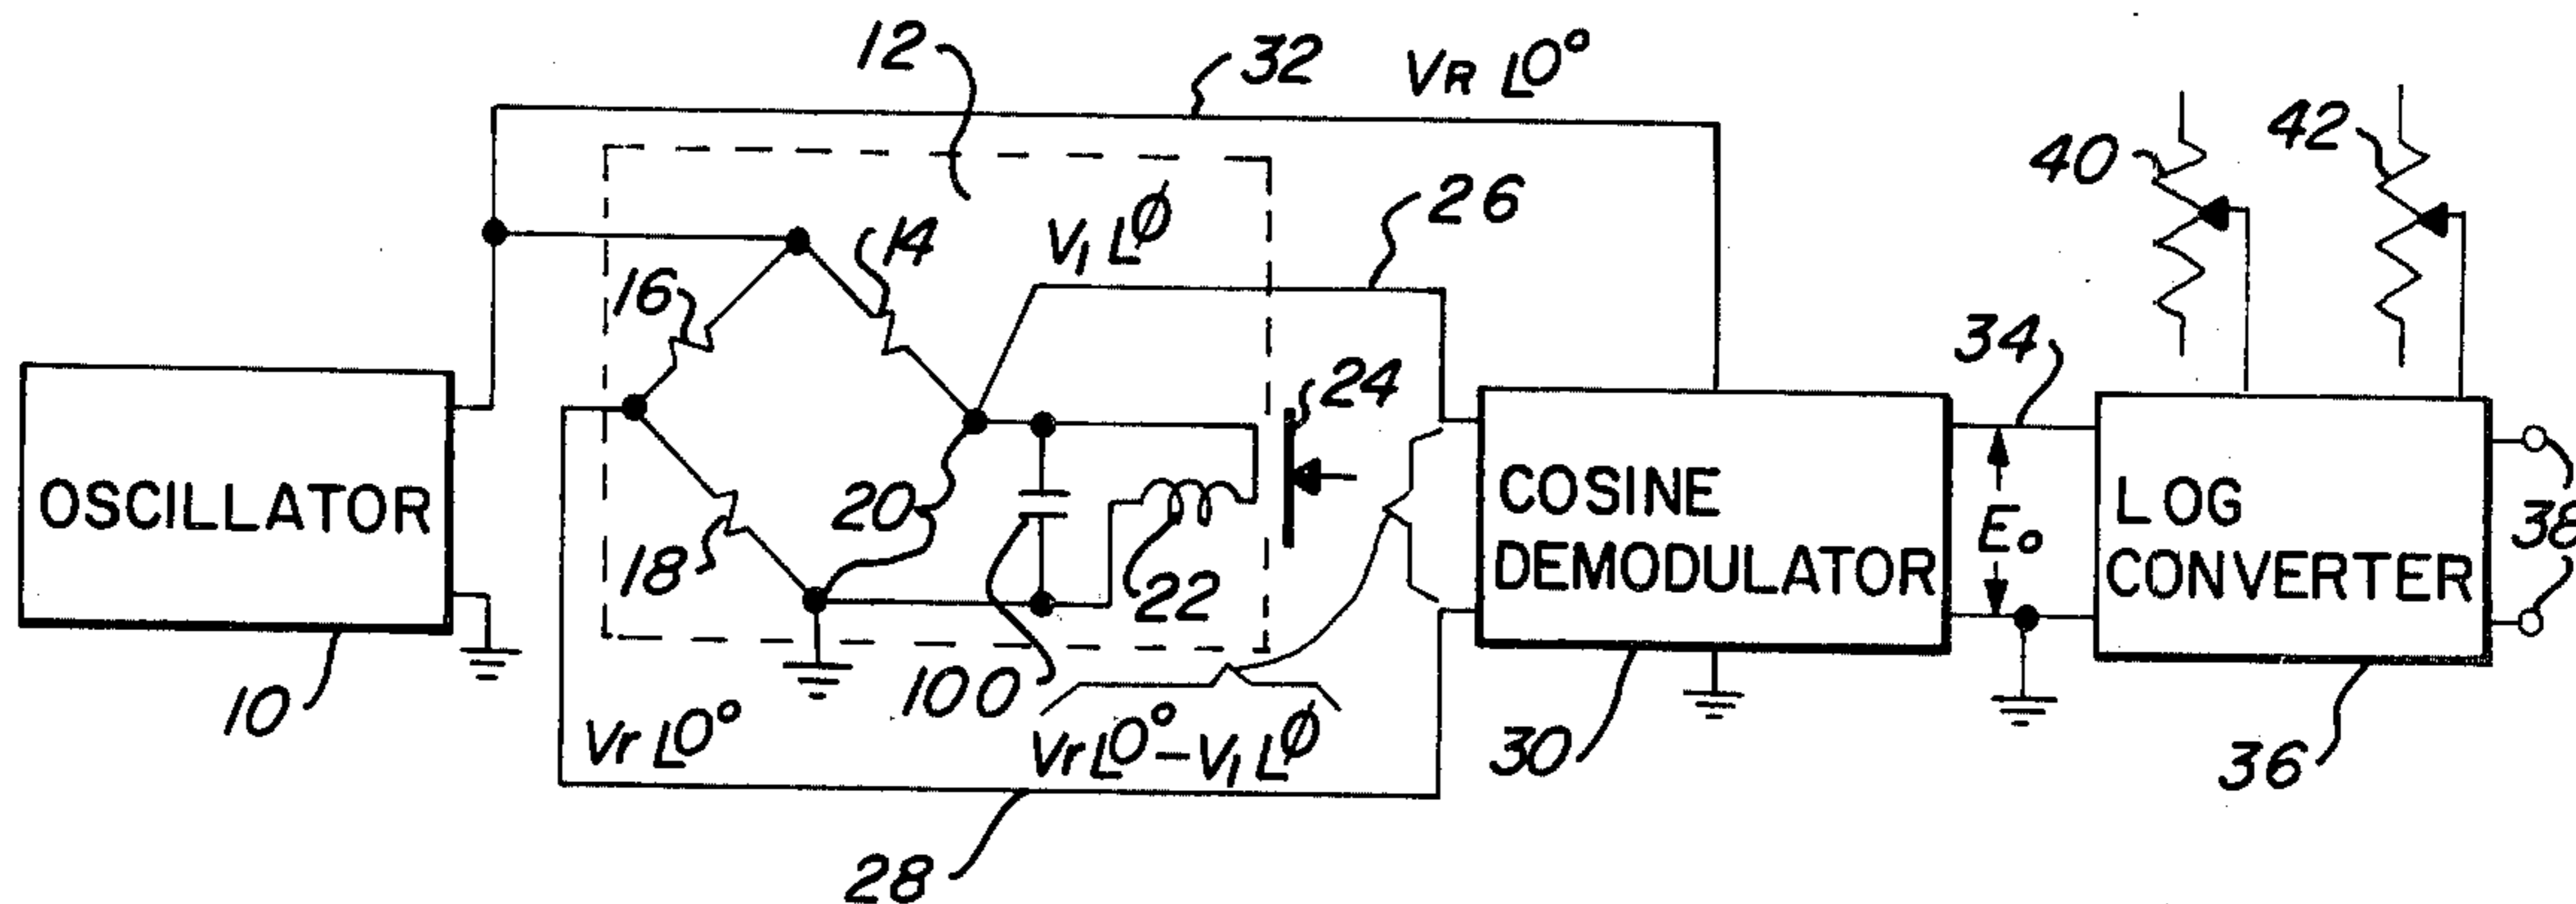 12
32
VR ∠0°
40
42
V1 ∠ø
14
26
16
34
24
OSCILLATOR
20
18
100
22
COSINE
DEMODULATOR
E0
LOG
CONVERTER
38
10
Vr ∠0°
Vr∠0°-V1∠ø
30
36
28